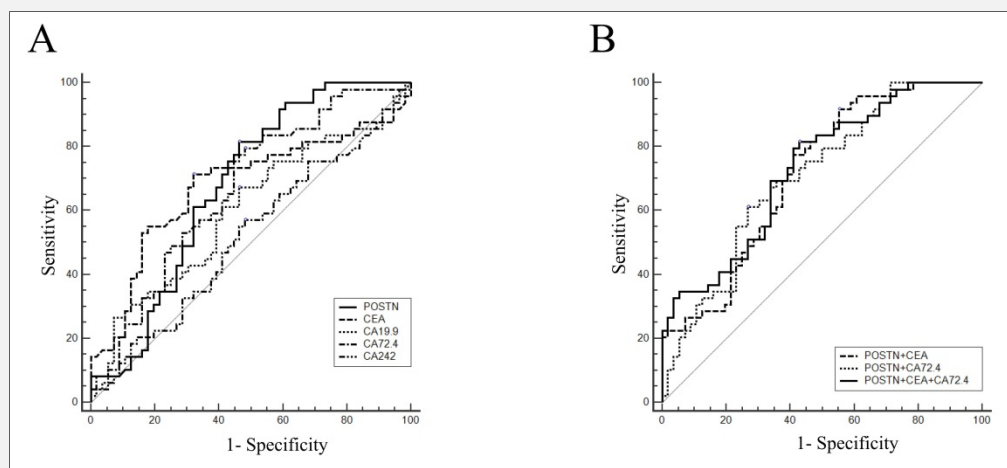 A
Sensitivity
100
80
60
40
20
0
0 20 40 60 80 100
1- Specificity
POSTN
CEA
CA19.9
CA72.4
CA242
B
Sensitivity
100
80
60
40
20
0
0 20 40 60 80 100
1- Specificity
POSTN+CEA
POSTN+CA72.4
POSTN+CEA+CA72.4